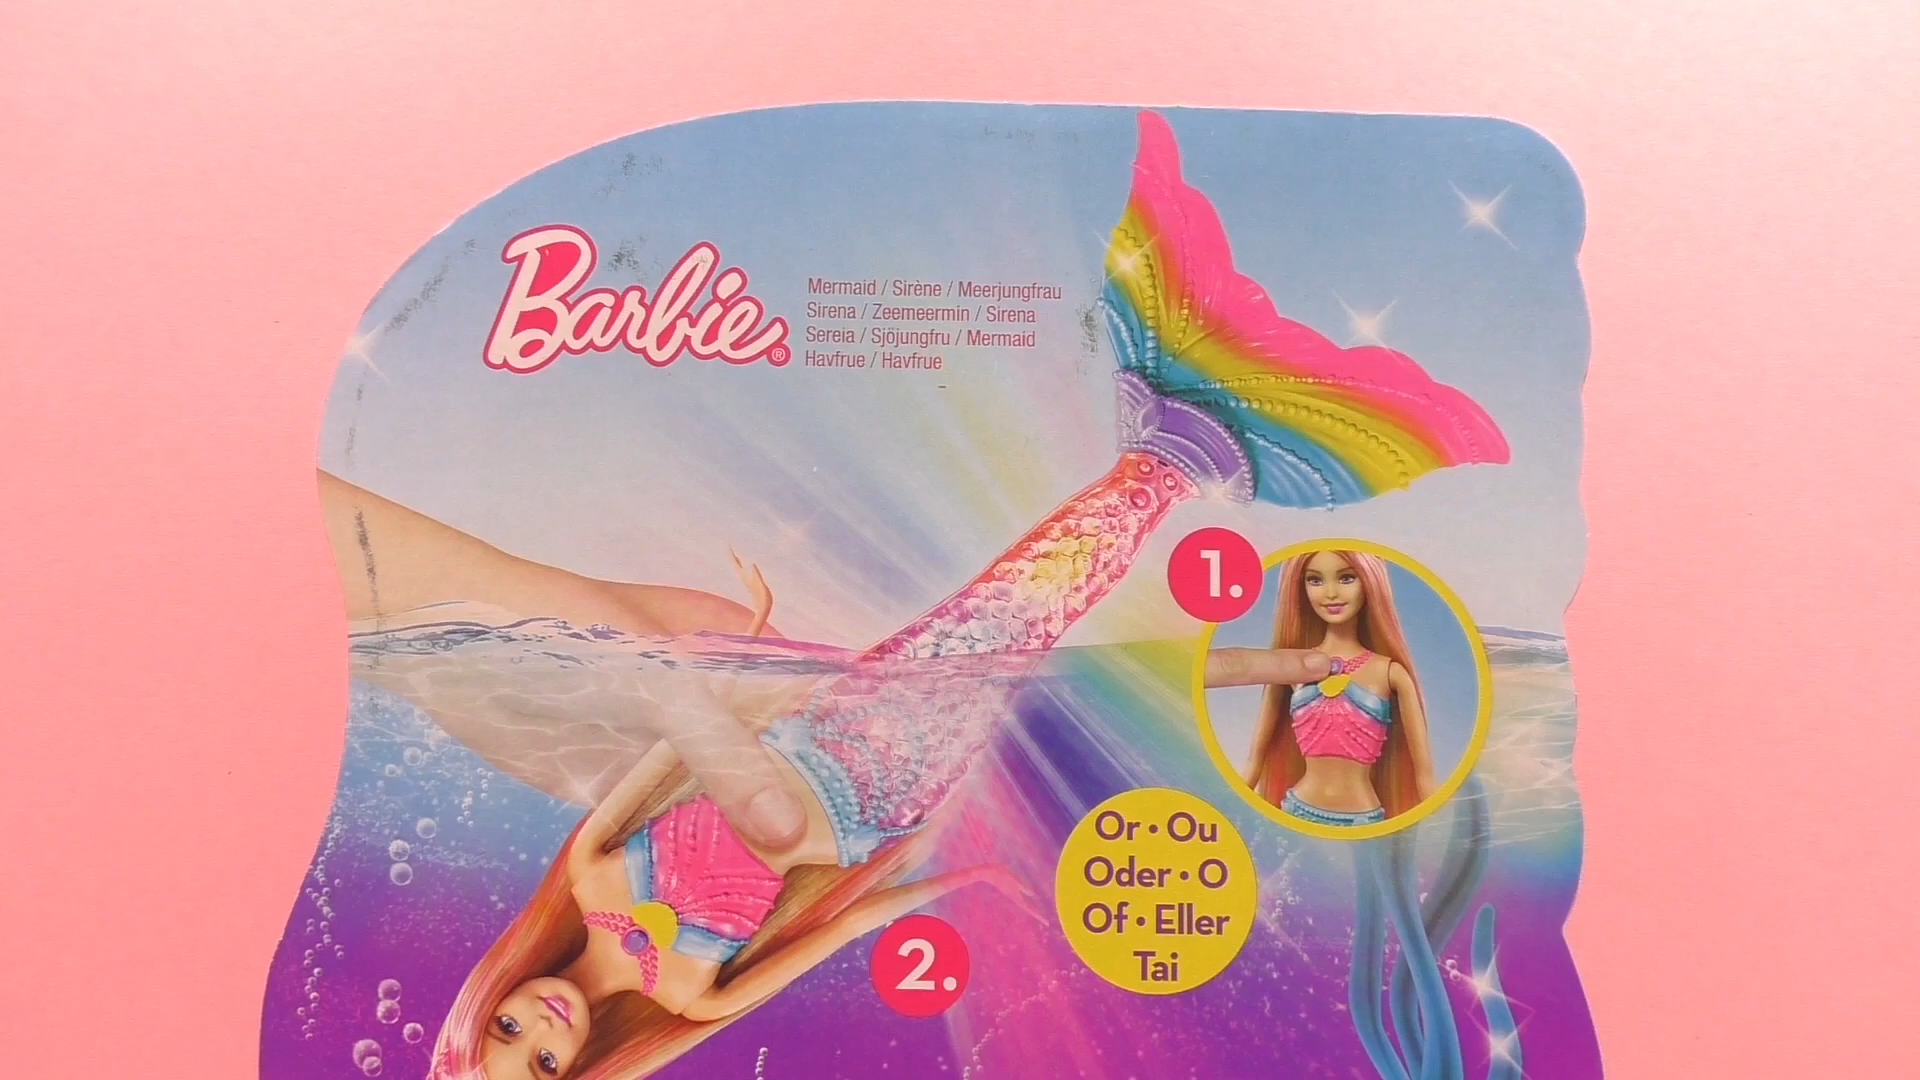 Barbie®
Mermaid / Sirène / Meerjungfrau
Sirena / Zeemeermin / Sirena
Sereia / Sjöjungfru / Mermaid
Havfrue / Havfrue
1.
Or • Ou
Oder • O
Of • Eller
Tai
2.